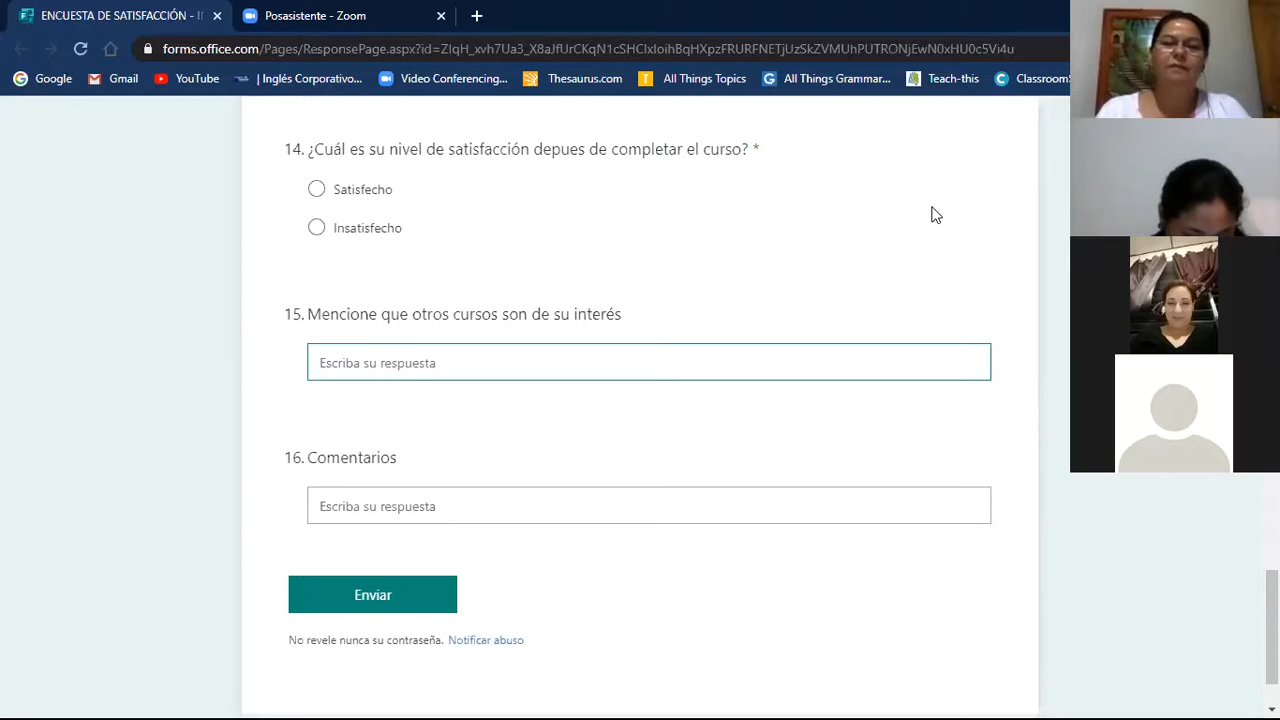 ENCUESTA DE SATISFACCIÓN - I
Posasistente - Zoom
forms.office.com/Pages/ResponsePage.aspx?id=ZIqH_xvh7Ua3_X8aJfUrCKqN1cSHClxIoihBqHXpzFRURFNETjUzSkZVMUhPUTRONjEwN0xHU0c5Vi4u
Google
Gmail
YouTube
| Inglés Corporativo...
Video Conferencing...
Thesaurus.com
All Things Topics
All Things Grammar...
Teach-this
ClassroomS
14. ¿Cuál es su nivel de satisfacción depues de completar el curso? *
Satisfecho
Insatisfecho
15. Mencione que otros cursos son de su interés
Escriba su respuesta
16. Comentarios
Escriba su respuesta
Enviar
No revele nunca su contraseña. Notificar abuso